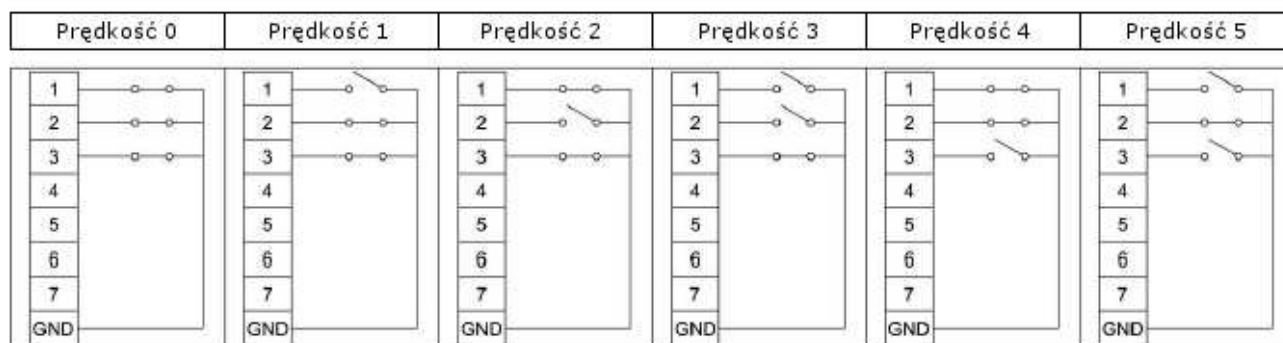 Prędkość 0 Prędkość 1 Prędkość 2 Prędkość 3 Prędkość 4 Prędkość 5
1 1 1 1 1 1
2 2 2 2 2 2
3 3 3 3 3 3
4 4 4 4 4 4
5 5 5 5 5 5
6 6 6 6 6 6
7 7 7 7 7 7
GND GND GND GND GND GND